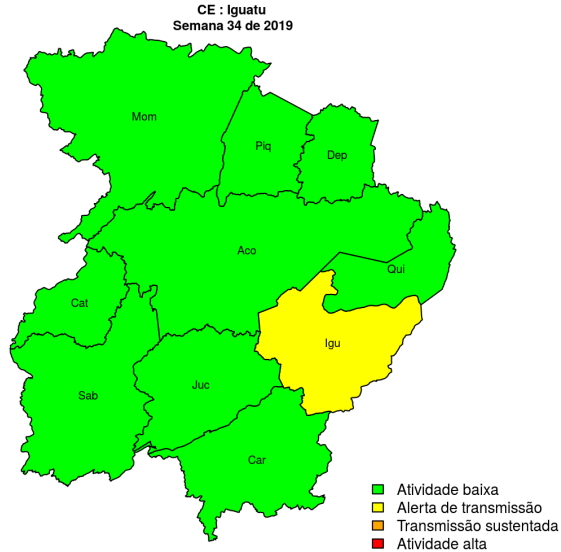 CE : Iguatu
Semana 34 de 2019
Mom
Piq
Dep
Aco
Qui
Cat
Igu
Juc
Sab
Car
Atividade baixa
Alerta de transmissão
Transmissão sustentada
Atividade alta